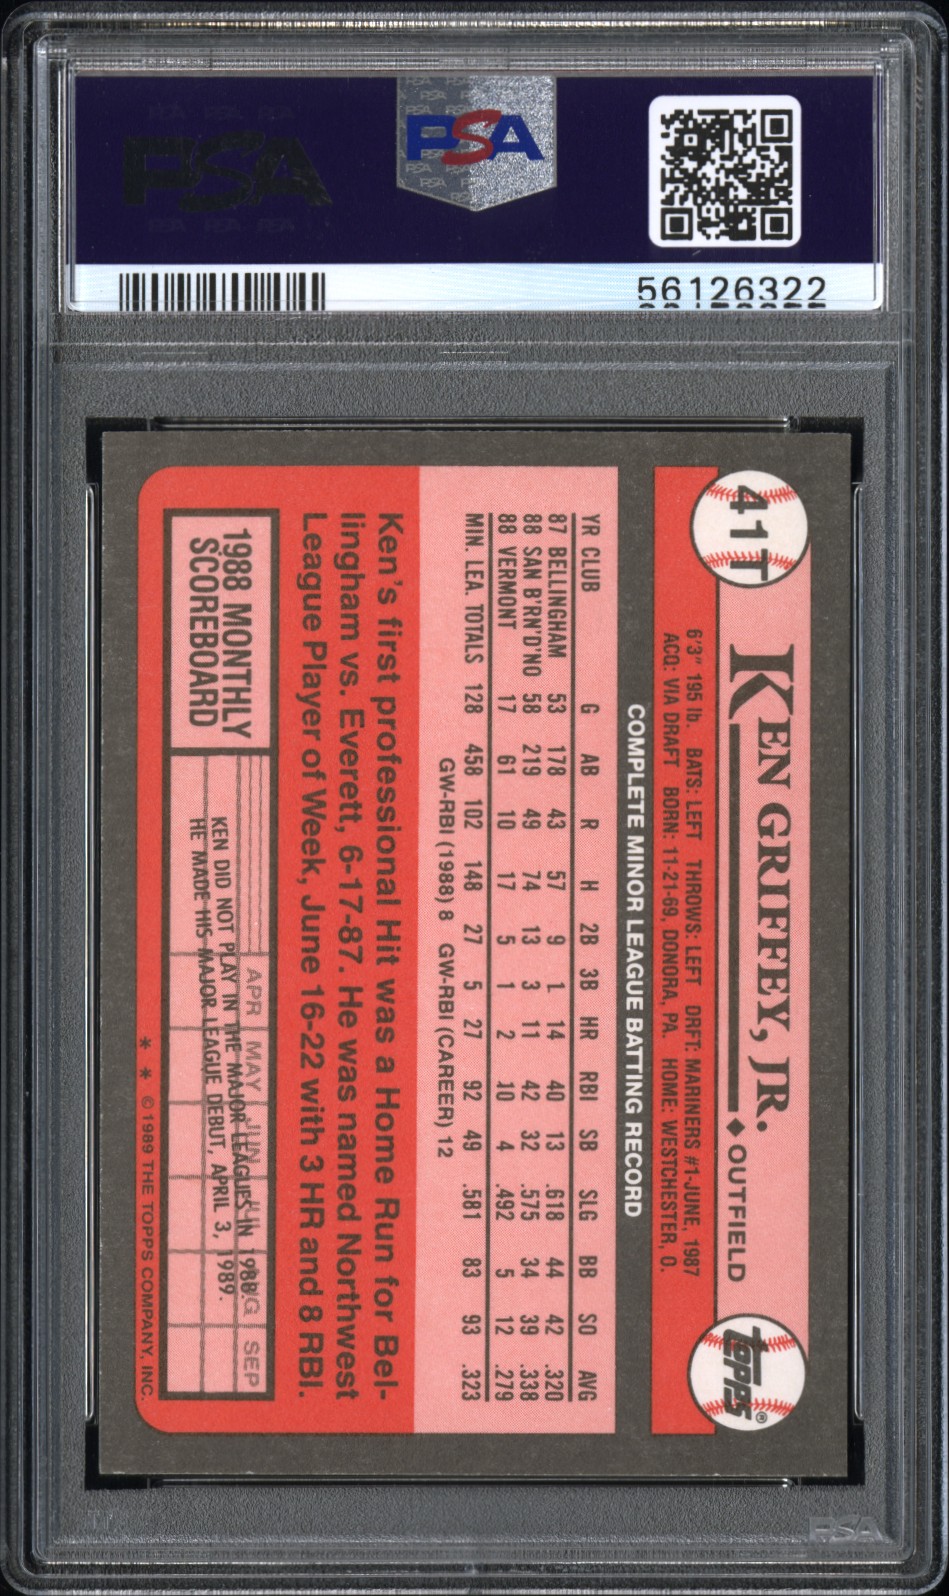 PSA
PSA
56126322
41T
KEN GRIFFEY, JR. ◆ OUTFIELD
topps®
6'3" 195 lb. BATS: LEFT THROWS: LEFT DRFT: MARINERS #1-JUNE, 1987
ACQ: VIA DRAFT BORN: 11-21-69, DONORA, PA. HOME: WESTCHESTER, O.
COMPLETE MINOR LEAGUE BATTING RECORD
YR CLUB G AB R H 2B 3B HR RBI SB SLG BB SO AVG
87 BELLINGHAM 53 178 43 57 9 1 14 40 13 .618 44 42 .320
88 SAN B'RN'D'NO 58 219 49 74 13 3 11 42 32 .575 34 39 .338
88 VERMONT 17 61 10 17 5 1 2 10 4 .492 5 12 .279
MIN. LEA. TOTALS 128 458 102 148 27 5 27 92 49 .581 83 93 .323
GW-RBI (1988) 8 GW-RBI (CAREER) 12
Ken's first professional Hit was a Home Run for Bel-
lingham vs. Everett, 6-17-87. He was named Northwest
League Player of Week, June 16-22 with 3 HR and 8 RBI.
1988 MONTHLY
SCOREBOARD
APR MAY JUN JUL AUG SEP
KEN DID NOT PLAY IN THE MAJOR LEAGUES IN 1988.
HE MADE HIS MAJOR LEAGUE DEBUT, APRIL 3, 1989.
* * © 1989 THE TOPPS COMPANY, INC.
PSA